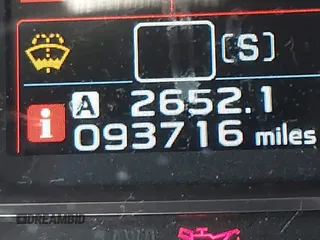 [S]
i A 2652.1
093716 miles
DREAMBID